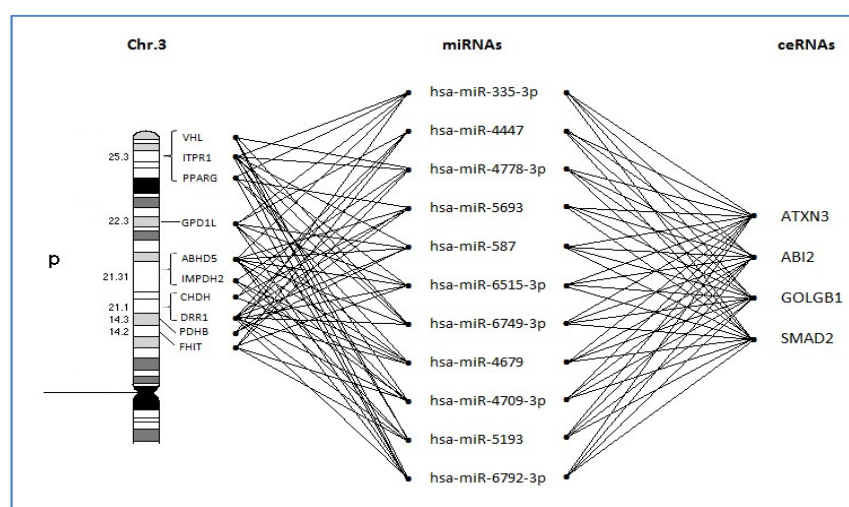 Chr.3 miRNAs ceRNAs
hsa-miR-335-3p
hsa-miR-4447
hsa-miR-4778-3p
hsa-miR-5693
hsa-miR-587
hsa-miR-6515-3p
hsa-miR-6749-3p
hsa-miR-4679
hsa-miR-4709-3p
hsa-miR-5193
hsa-miR-6792-3p
VHL
25.3 ITPR1
PPARG
22.3 GPD1L
p
ABHD5
21.31 IMPDH2
CHDH
21.1 DRR1
14.3 PDHB
14.2 FHIT
ATXN3
ABI2
GOLGB1
SMAD2